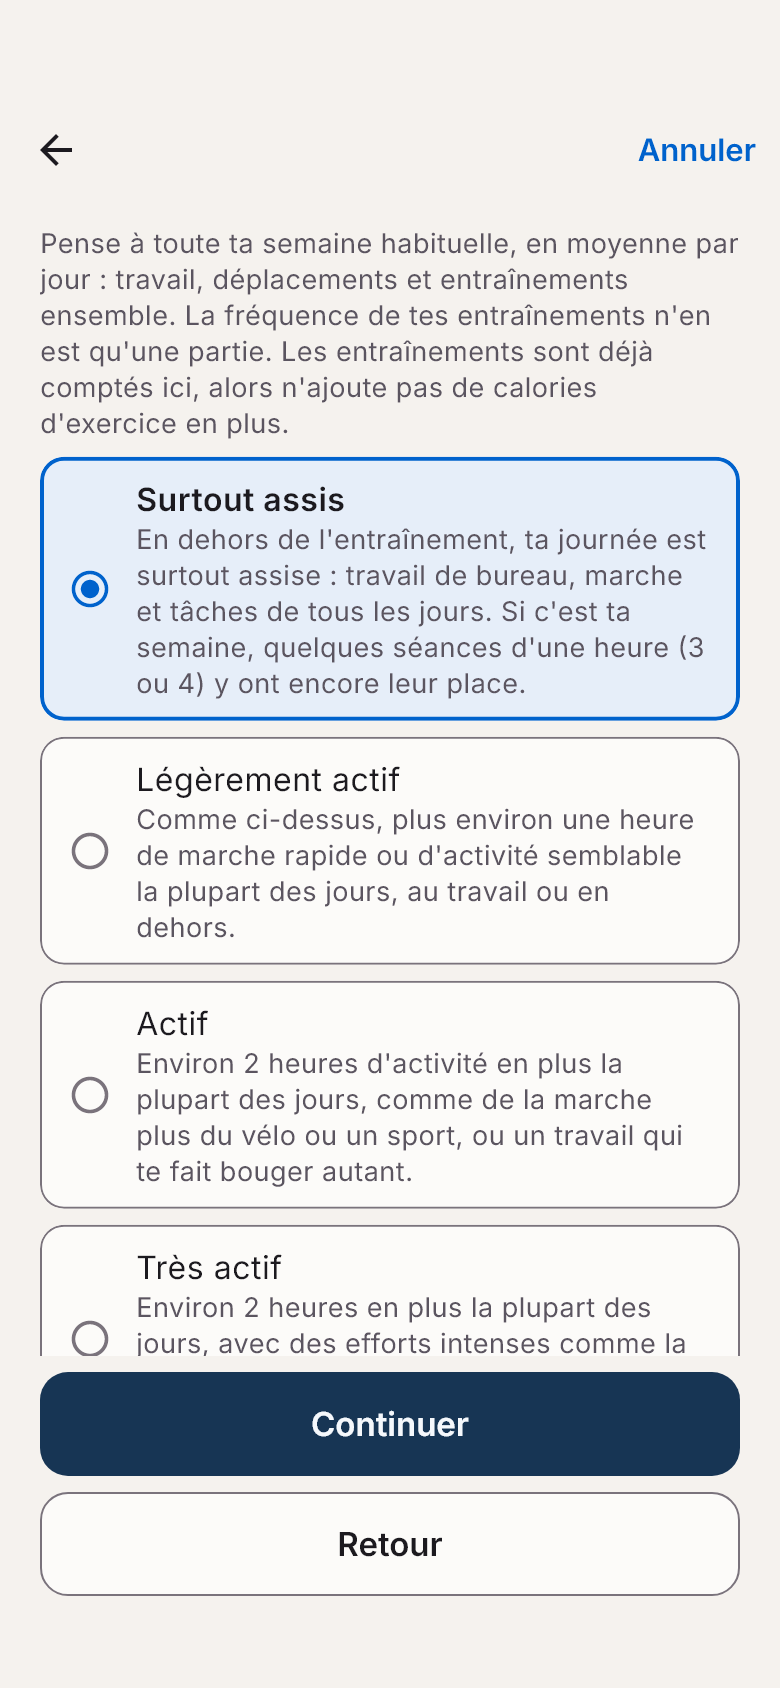 Annuler
Pense à toute ta semaine habituelle, en moyenne par
jour : travail, déplacements et entraînements
ensemble. La fréquence de tes entraînements n'en
est qu'une partie. Les entraînements sont déjà
comptés ici, alors n'ajoute pas de calories
d'exercice en plus.
Surtout assis
En dehors de l'entraînement, ta journée est
surtout assise : travail de bureau, marche
et tâches de tous les jours. Si c'est ta
semaine, quelques séances d'une heure (3
ou 4) y ont encore leur place.
Légèrement actif
Comme ci-dessus, plus environ une heure
de marche rapide ou d'activité semblable
la plupart des jours, au travail ou en
dehors.
Actif
Environ 2 heures d'activité en plus la
plupart des jours, comme de la marche
plus du vélo ou un sport, ou un travail qui
te fait bouger autant.
Très actif
Environ 2 heures en plus la plupart des
jours, avec des efforts intenses comme la
Continuer
Retour